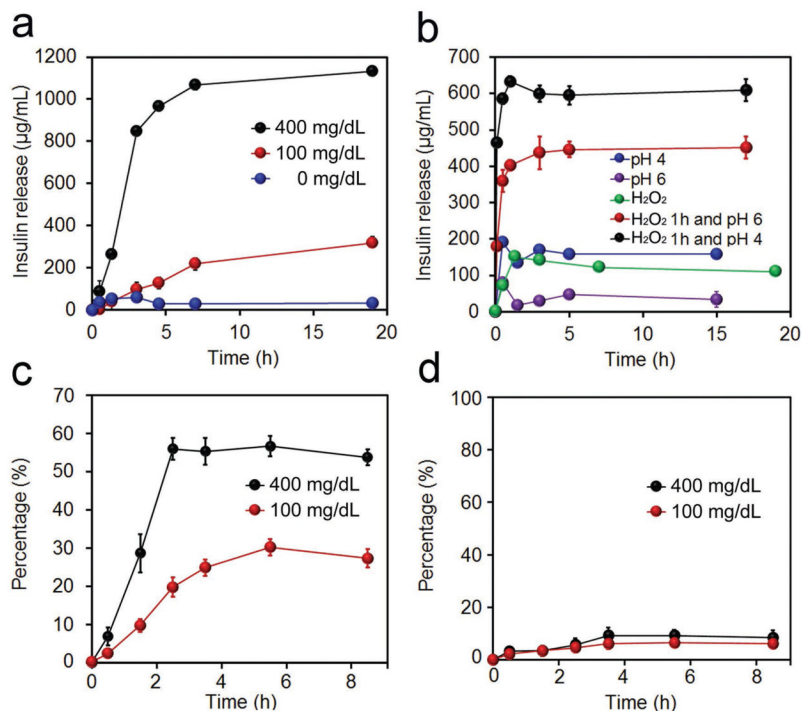 a
Insulin release (µg/mL)
1200
1000
800
600
400
200
0
400 mg/dL
100 mg/dL
0 mg/dL
0
5
10
15
20
Time (h)
b
Insulin release (µg/mL)
700
600
500
400
300
200
100
0
pH 4
pH 6
H₂O₂
H₂O₂ 1h and pH 6
H₂O₂ 1h and pH 4
0
5
10
15
20
Time (h)
c
Percentage (%)
70
60
50
40
30
20
10
0
400 mg/dL
100 mg/dL
0
2
4
6
8
Time (h)
d
Percentage (%)
100
80
60
40
20
0
400 mg/dL
100 mg/dL
0
2
4
6
8
Time (h)